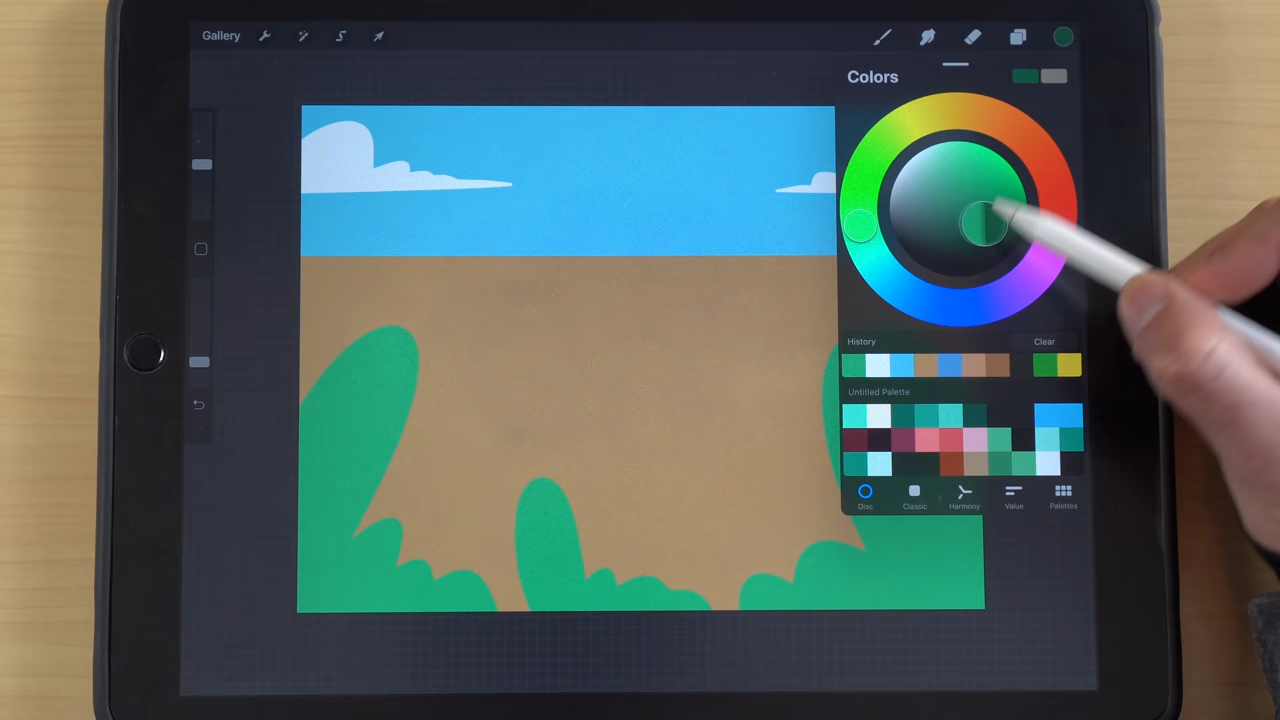 Gallery
Colors
History Clear
Untitled Palette
Disc Classic Harmony Value Palettes